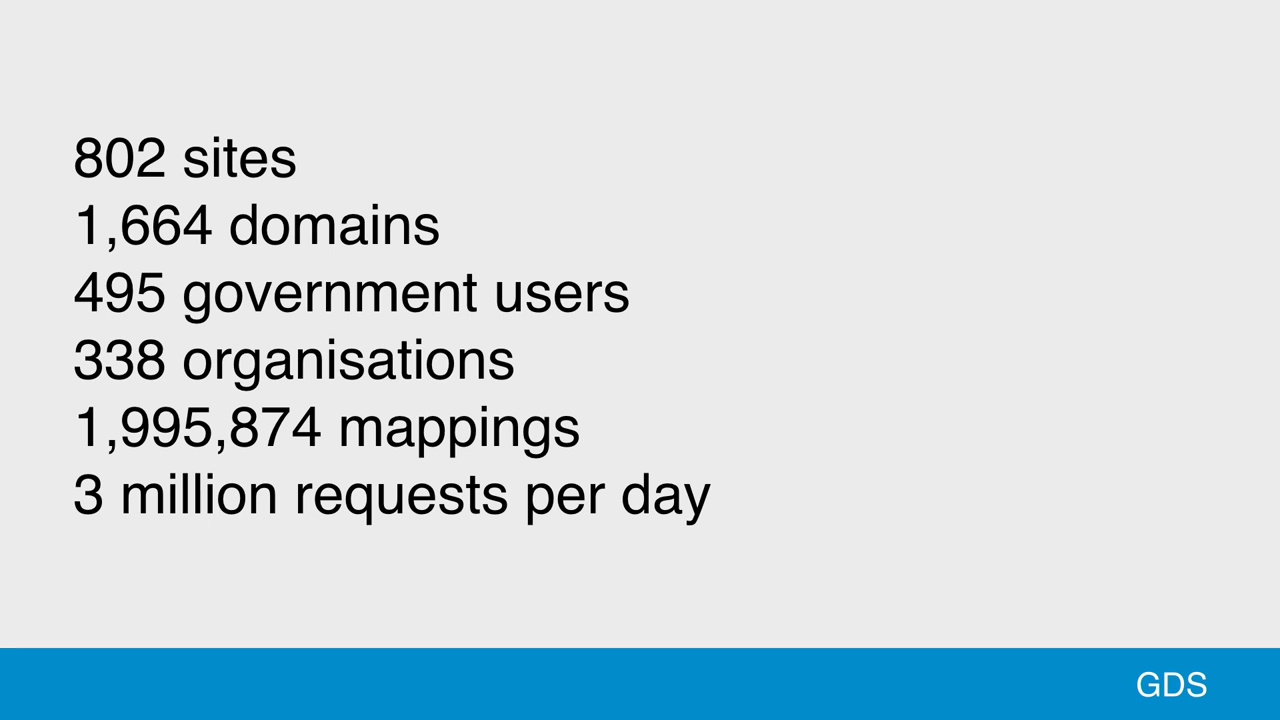 802 sites
1,664 domains
495 government users
338 organisations
1,995,874 mappings
3 million requests per day
GDS